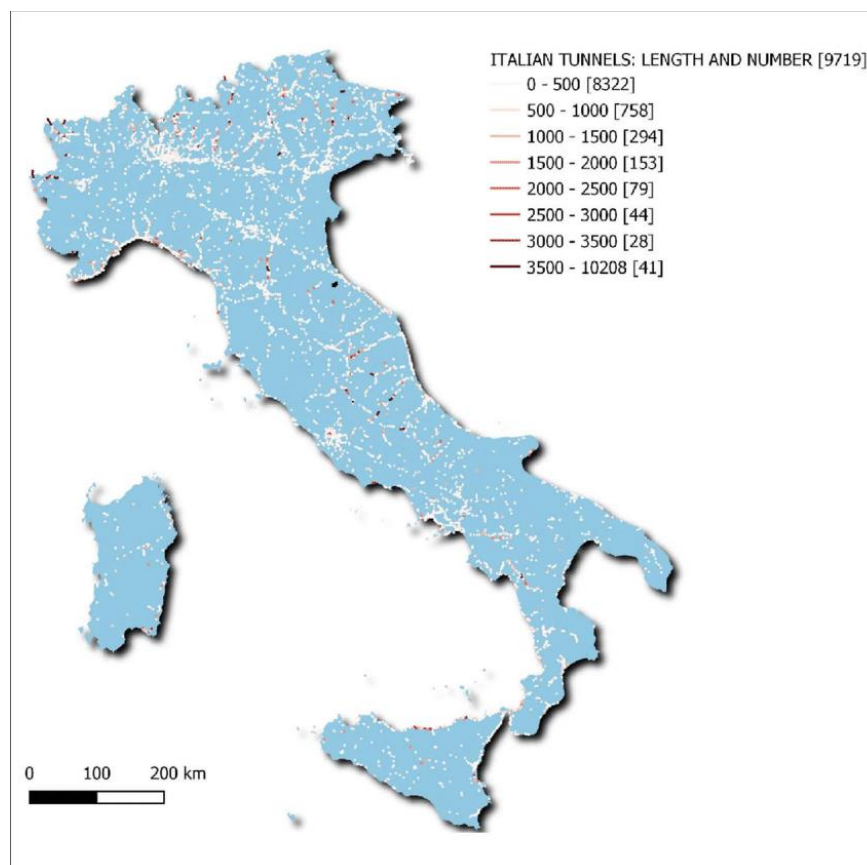 ITALIAN TUNNELS: LENGTH AND NUMBER [9719]
0 - 500 [8322]
500 - 1000 [758]
1000 - 1500 [294]
1500 - 2000 [153]
2000 - 2500 [79]
2500 - 3000 [44]
3000 - 3500 [28]
3500 - 10208 [41]
0 100 200 km